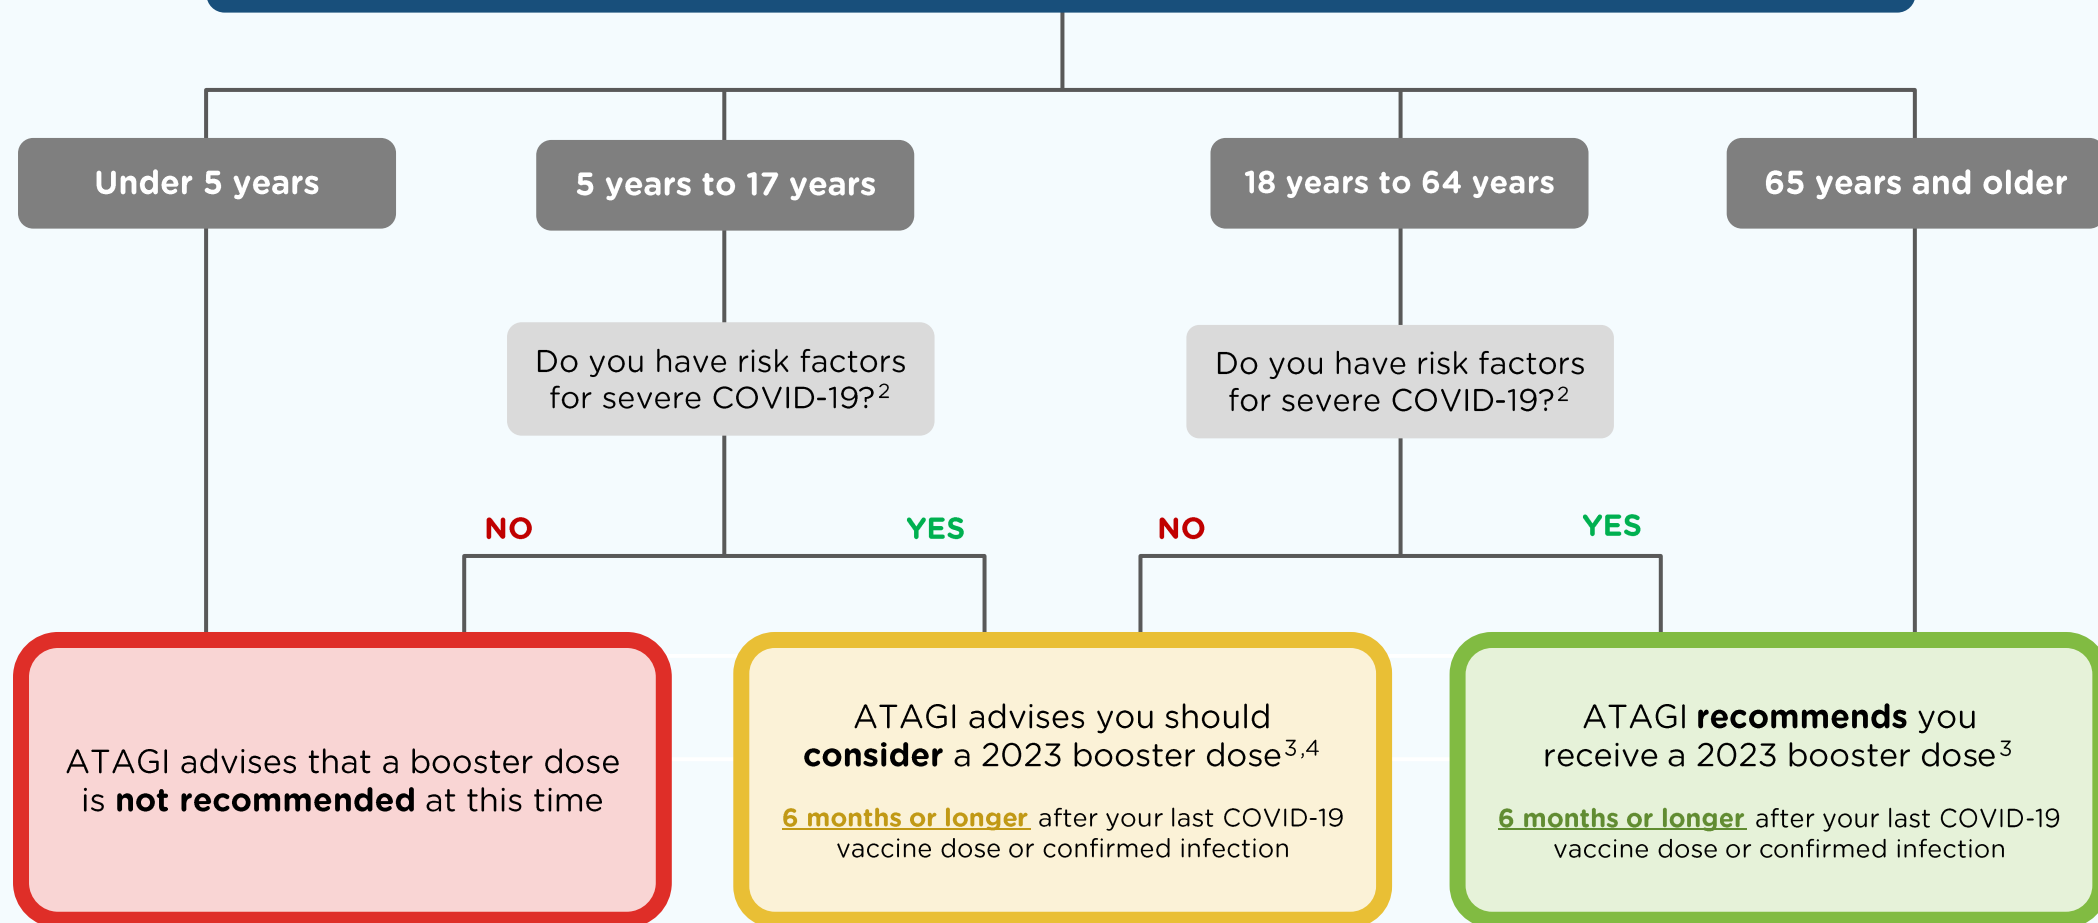 Under 5 years
5 years to 17 years
18 years to 64 years
65 years and older
Do you have risk factors
for severe COVID-19?²
Do you have risk factors
for severe COVID-19?²
NO
YES
NO
YES
ATAGI advises that a booster dose
is not recommended at this time
ATAGI advises you should
consider a 2023 booster dose³,⁴
6 months or longer after your last COVID-19
vaccine dose or confirmed infection
ATAGI recommends you
receive a 2023 booster dose³
6 months or longer after your last COVID-19
vaccine dose or confirmed infection